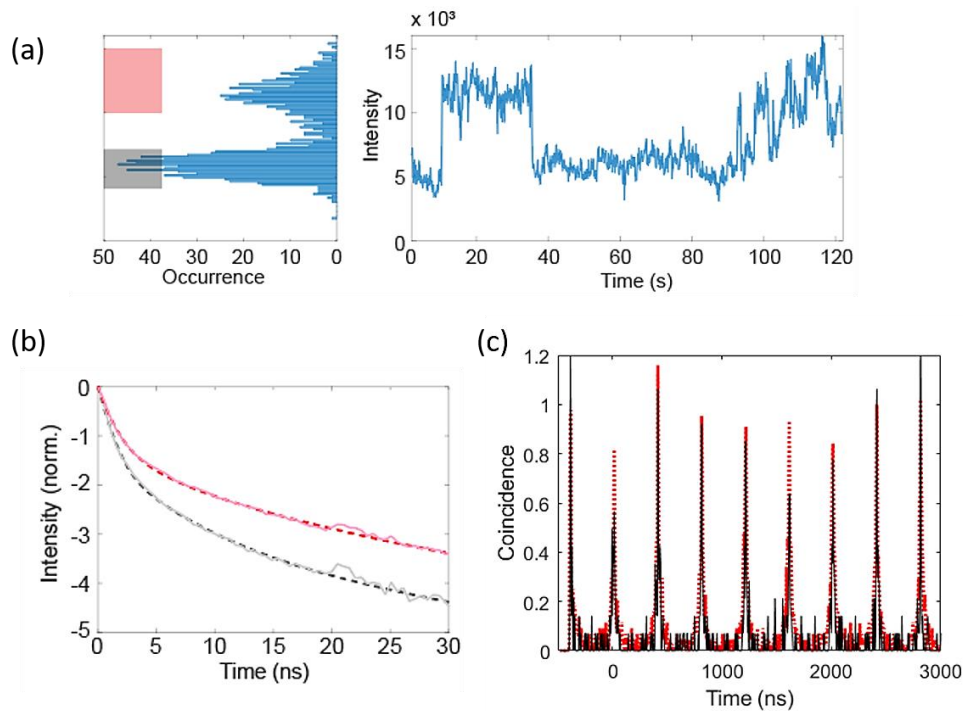 (a)
x 10³
15
10
5
0
Intensity
50 40 30 20 10 0
Occurrence
0 20 40 60 80 100 120
Time (s)
(b)
0
-1
-2
-3
-4
-5
Intensity (norm.)
0 5 10 15 20 25 30
Time (ns)
(c)
1.2
1
0.8
0.6
0.4
0.2
0
Coincidence
0 1000 2000 3000
Time (ns)